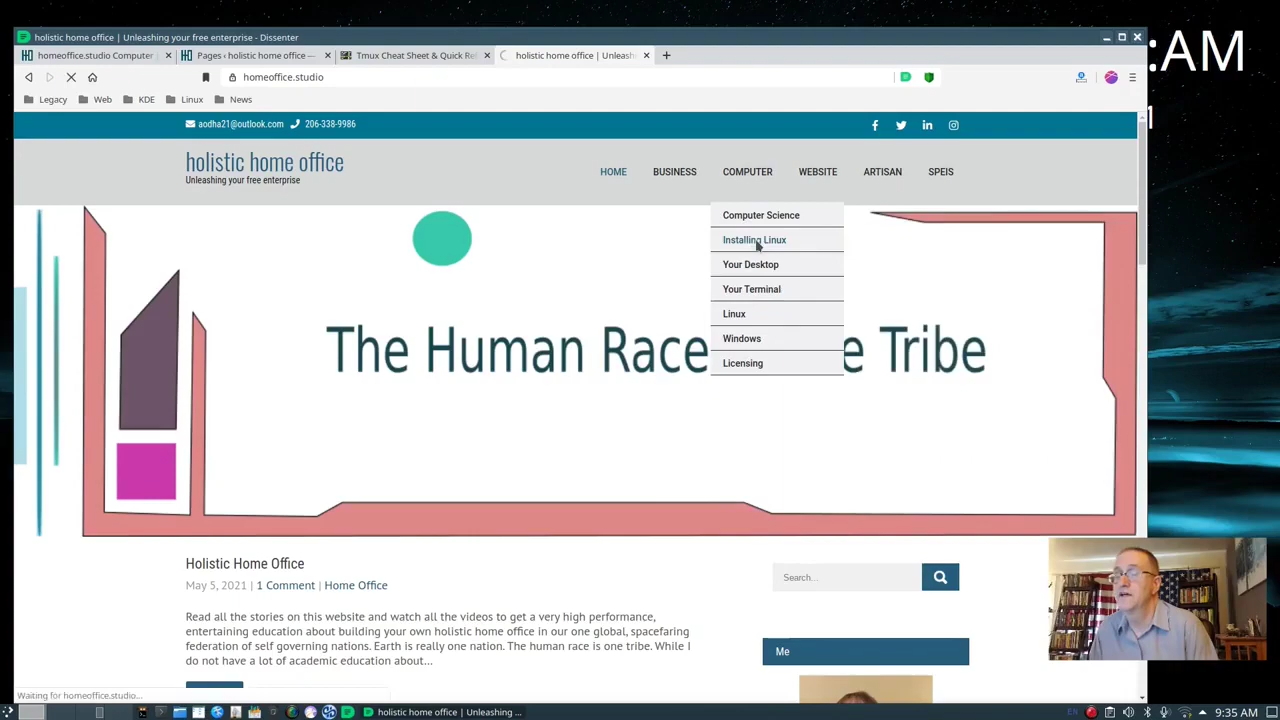 holistic home office | Unleashing your free enterprise - Dissenter
homeoffice.studio Computer
Pages ‹ holistic home office —
Tmux Cheat Sheet & Quick Re
holistic home office | Unleash
homeoffice.studio
Legacy
Web
KDE
Linux
News
:AM
aodha21@outlook.com
206-338-9986
holistic home office
Unleashing your free enterprise
HOME
BUSINESS
COMPUTER
WEBSITE
ARTISAN
SPEIS
Computer Science
Installing Linux
Your Desktop
Your Terminal
Linux
Windows
Licensing
The Human Race e Tribe
Holistic Home Office
May 5, 2021 | 1 Comment | Home Office
Read all the stories on this website and watch all the videos to get a very high performance,
entertaining education about building your own holistic home office in our one global, spacefaring
federation of self governing nations. Earth is really one nation. The human race is one tribe. While I
do not have a lot of academic education about…
Search...
Me
Waiting for homeoffice.studio...
holistic home office | Unleashing ...
EN
9:35 AM